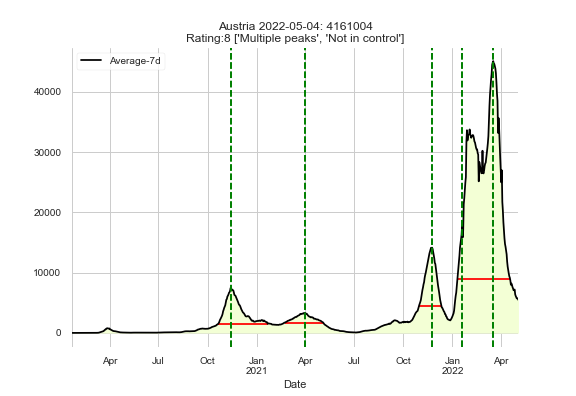 Austria 2022-05-04: 4161004
Rating:8 ['Multiple peaks', 'Not in control']
Average-7d
40000
30000
20000
10000
0
Apr Jul Oct Jan Apr Jul Oct Jan Apr
2021 2022
Date